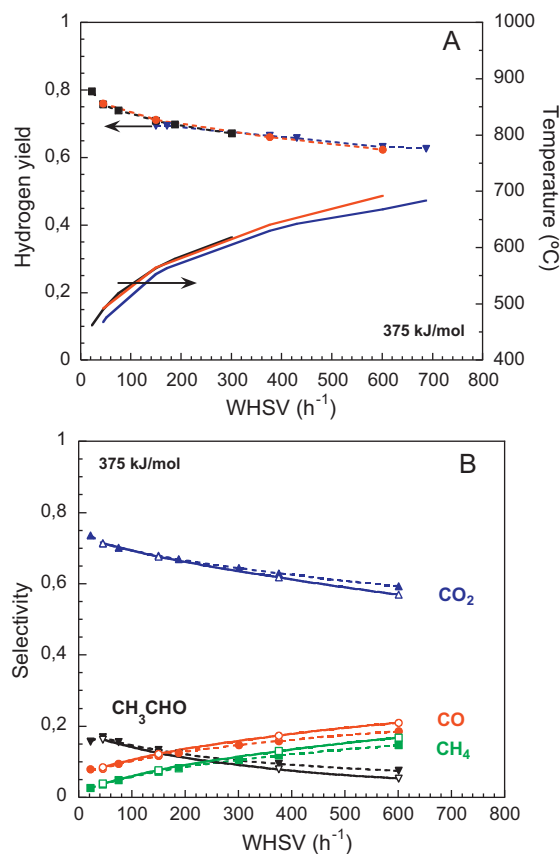 A
1
0,8
0,6
0,4
0,2
0
Hydrogen yield
1000
900
800
700
600
500
400
Temperature (ºC)
375 kJ/mol
0 100 200 300 400 500 600 700 800
WHSV (h-1)
B
375 kJ/mol
1
0,8
0,6
0,4
0,2
0
Selectivity
CO2
CH3CHO
CO
CH4
0 100 200 300 400 500 600 700 800
WHSV (h-1)